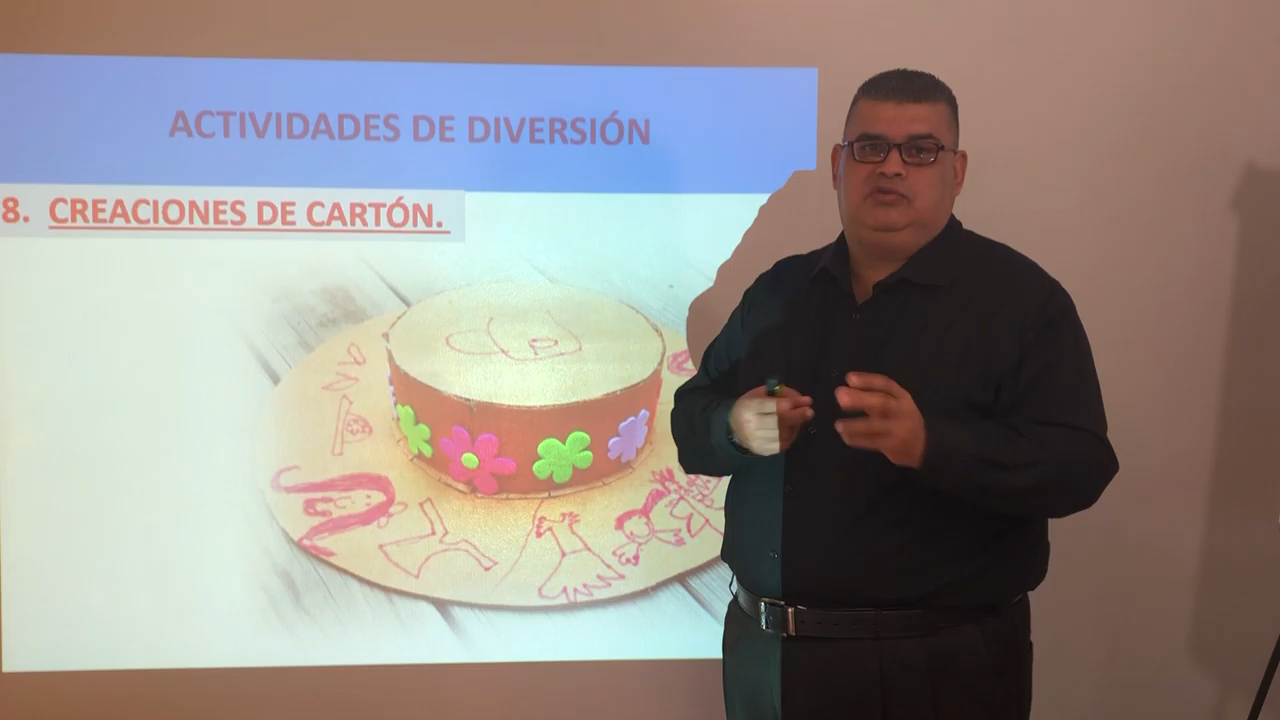 ACTIVIDADES DE DIVERSIÓN
8. CREACIONES DE CARTÓN.